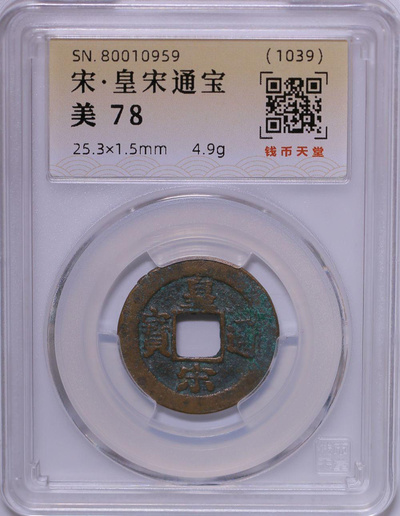 SN. 80010959 (1039)
宋·皇宋通宝
美 78
25.3×1.5mm 4.9g 钱币天堂
皇
寶 通
宋